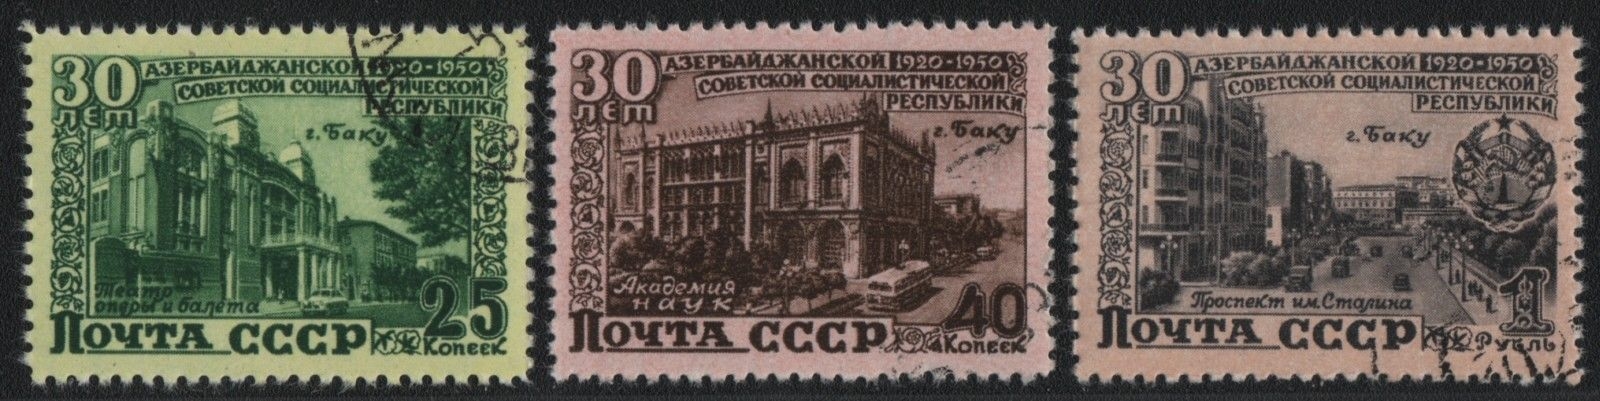 30 ЛЕТ АЗЕРБАЙДЖАНСКОЙ 1920-1950
СОВЕТСКОЙ СОЦИАЛИСТИЧЕСКОЙ
РЕСПУБЛИКИ
г. Баку
Театр
оперы и балета
25
ПОЧТА СССР Копеек
30 ЛЕТ АЗЕРБАЙДЖАНСКОЙ 1920-1950
СОВЕТСКОЙ СОЦИАЛИСТИЧЕСКОЙ
РЕСПУБЛИКИ
г. Баку
Академия
наук
40
ПОЧТА СССР Копеек
30 ЛЕТ АЗЕРБАЙДЖАНСКОЙ 1920-1950
СОВЕТСКОЙ СОЦИАЛИСТИЧЕСКОЙ
РЕСПУБЛИКИ
г. Баку
Проспект им. Сталина
1
ПОЧТА СССР Рубль